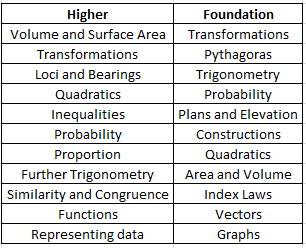 Higher Foundation
Volume and Surface Area Transformations
Transformations Pythagoras
Loci and Bearings Trigonometry
Quadratics Probability
Inequalities Plans and Elevation
Probability Constructions
Proportion Quadratics
Further Trigonometry Area and Volume
Similarity and Congruence Index Laws
Functions Vectors
Representing data Graphs